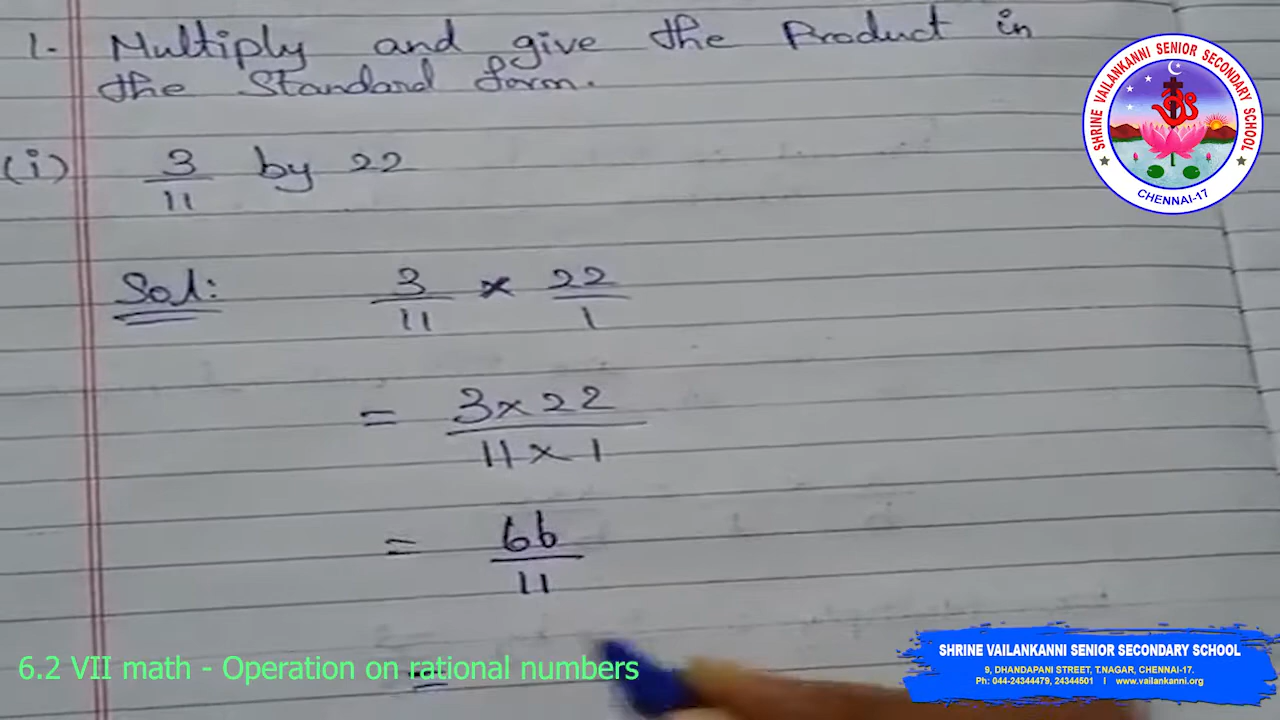 1. Multiply and give the Product in
the Standard form.
(i) 3/11 by 22
Sol: 3/11 × 22/1
= 3×22/11×1
= 66/11
=
6.2 VII math - Operation on rational numbers
SHRINE VAILANKANNI SENIOR SECONDARY SCHOOL
CHENNAI-17
SHRINE VAILANKANNI SENIOR SECONDARY SCHOOL
9, DHANDAPANI STREET, T.NAGAR, CHENNAI-17.
Ph: 044-24344479, 24344501 I www.vailankanni.org